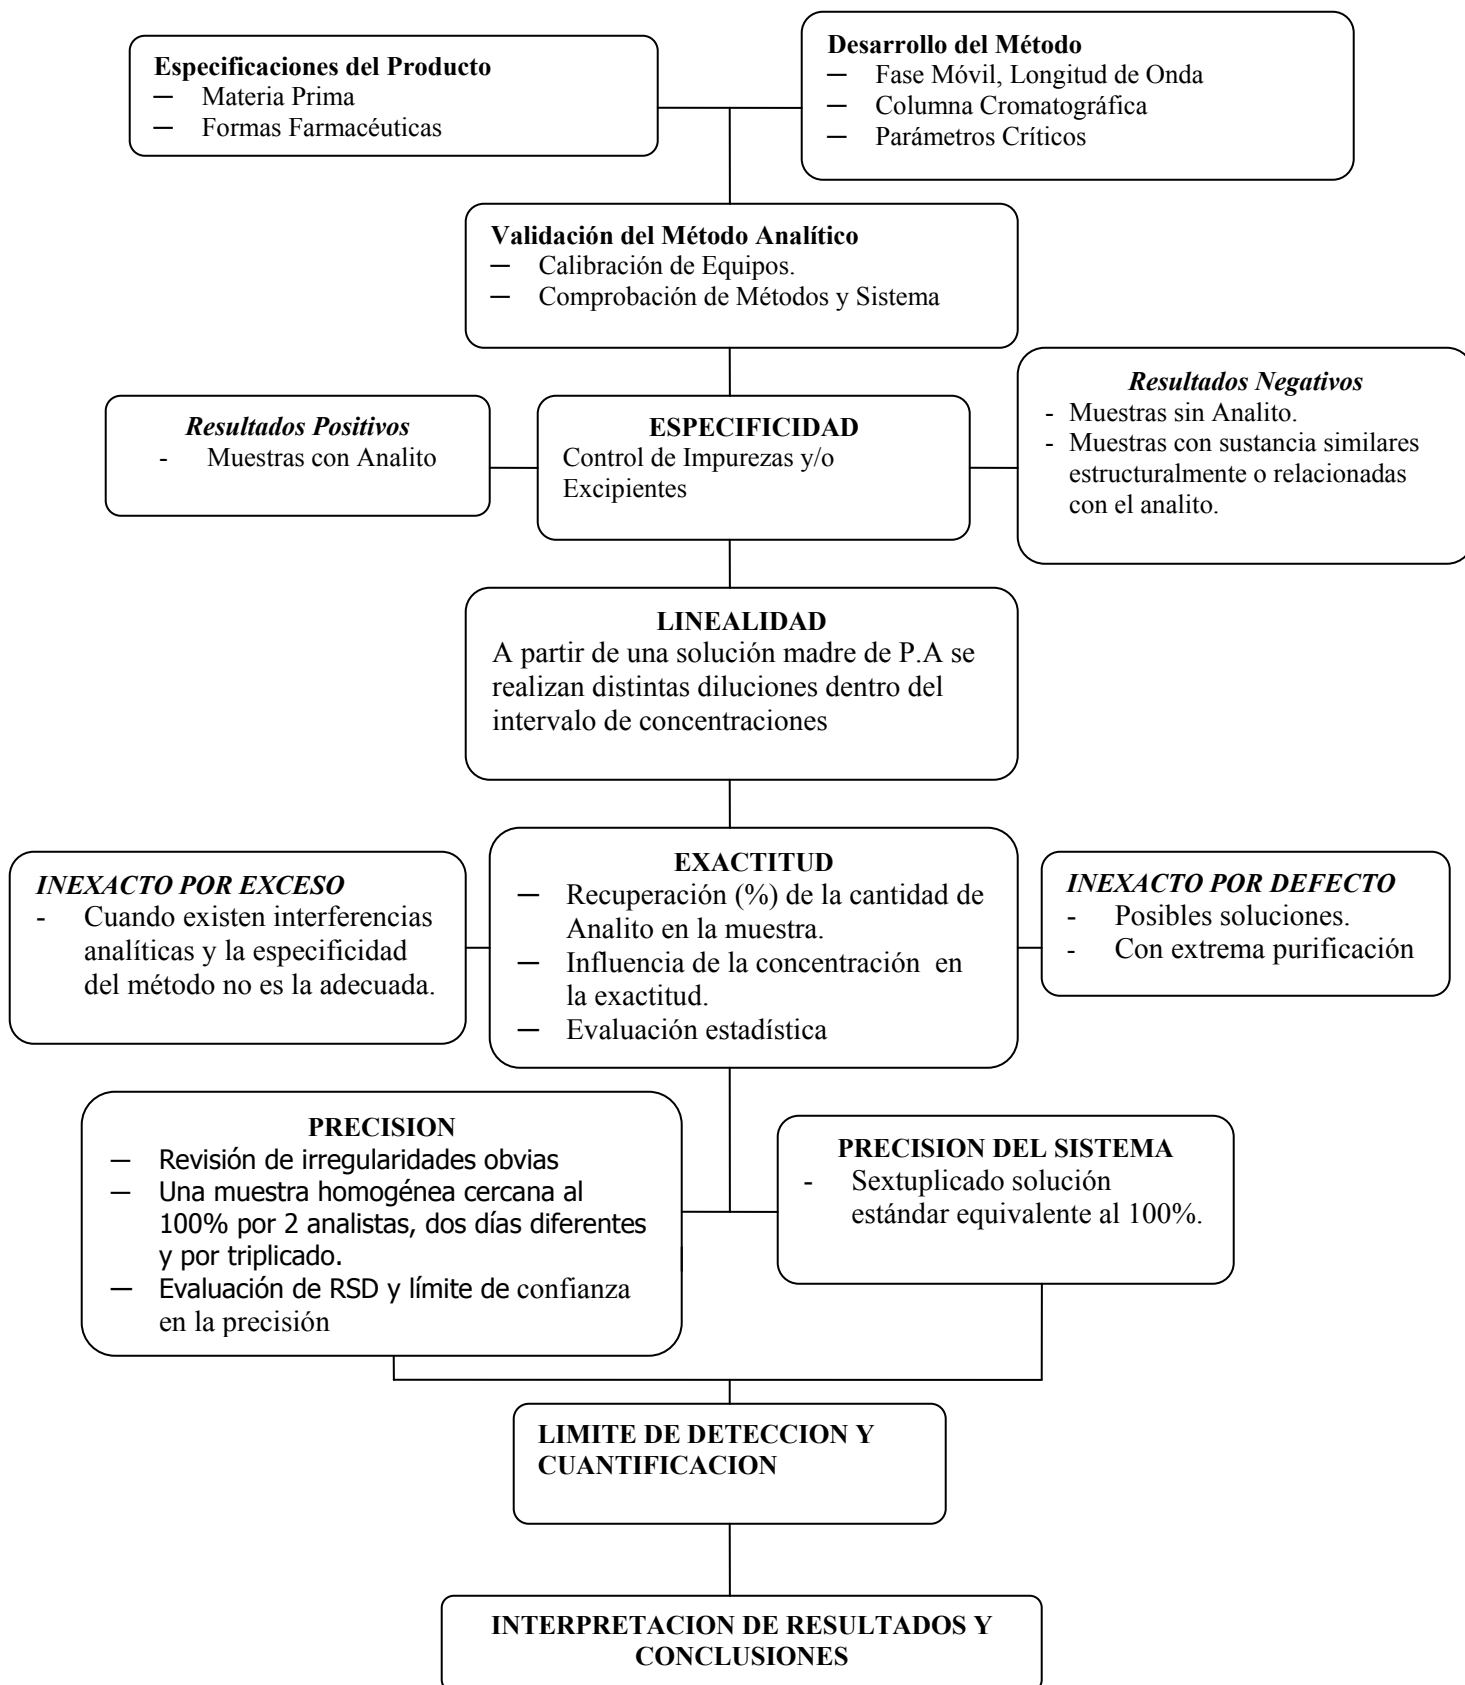 Especificaciones del Producto
— Materia Prima
— Formas Farmacéuticas
Desarrollo del Método
— Fase Móvil, Longitud de Onda
— Columna Cromatográfica
— Parámetros Críticos
Validación del Método Analítico
— Calibración de Equipos.
— Comprobación de Métodos y Sistema
Resultados Positivos
- Muestras con Analito
ESPECIFICIDAD
Control de Impurezas y/o
Excipientes
Resultados Negativos
- Muestras sin Analito.
- Muestras con sustancia similares
estructuralmente o relacionadas
con el analito.
LINEALIDAD
A partir de una solución madre de P.A se
realizan distintas diluciones dentro del
intervalo de concentraciones
INEXACTO POR EXCESO
- Cuando existen interferencias
analíticas y la especificidad
del método no es la adecuada.
EXACTITUD
— Recuperación (%) de la cantidad de
Analito en la muestra.
— Influencia de la concentración en
la exactitud.
— Evaluación estadística
INEXACTO POR DEFECTO
- Posibles soluciones.
- Con extrema purificación
PRECISION
— Revisión de irregularidades obvias
— Una muestra homogénea cercana al
100% por 2 analistas, dos días diferentes
y por triplicado.
— Evaluación de RSD y límite de confianza
en la precisión
PRECISION DEL SISTEMA
- Sextuplicado solución
estándar equivalente al 100%.
LIMITE DE DETECCION Y
CUANTIFICACION
INTERPRETACION DE RESULTADOS Y
CONCLUSIONES